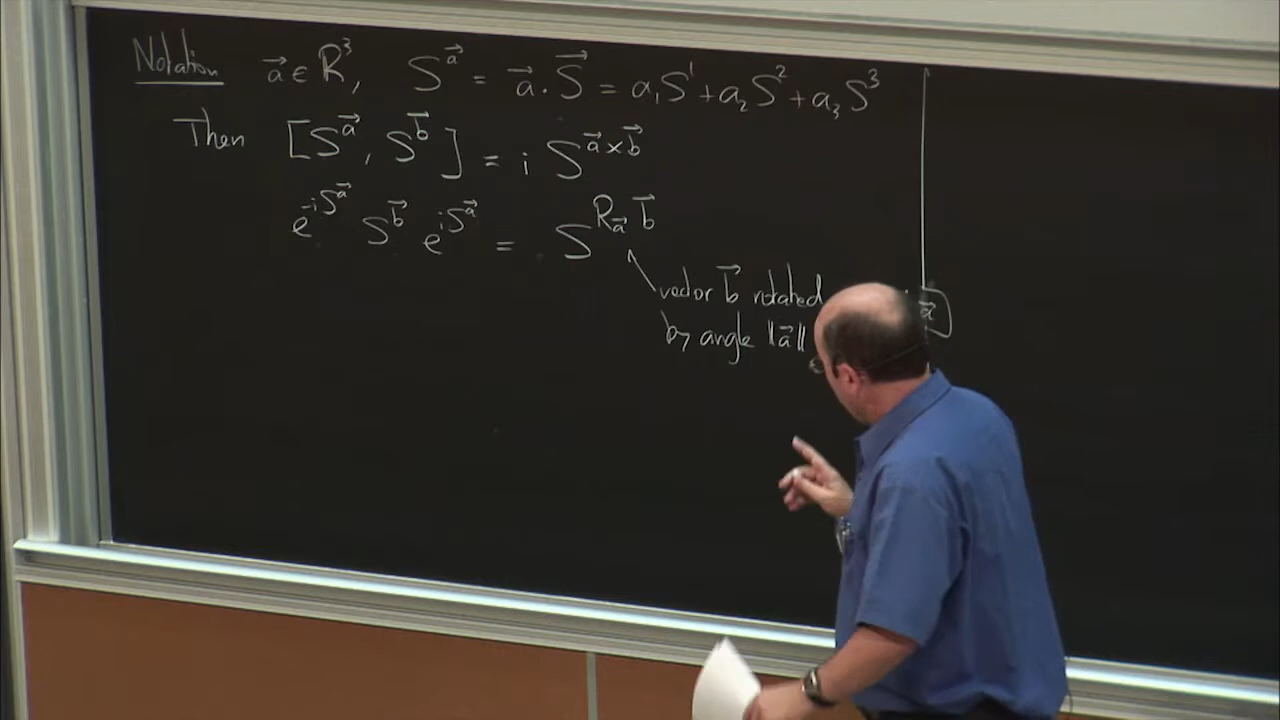 Notation a⃗ ∈ R³, S^a⃗ = a⃗ · S⃗ = a₁S¹ + a₂S² + a₃S³
Then [S^a⃗, S^b⃗] = i S^(a⃗×b⃗)
e^(-iS^a⃗) S^b⃗ e^(iS^a⃗) = S^(R_a⃗ b⃗)
vector b⃗ rotated a⃗
by angle ‖a⃗‖